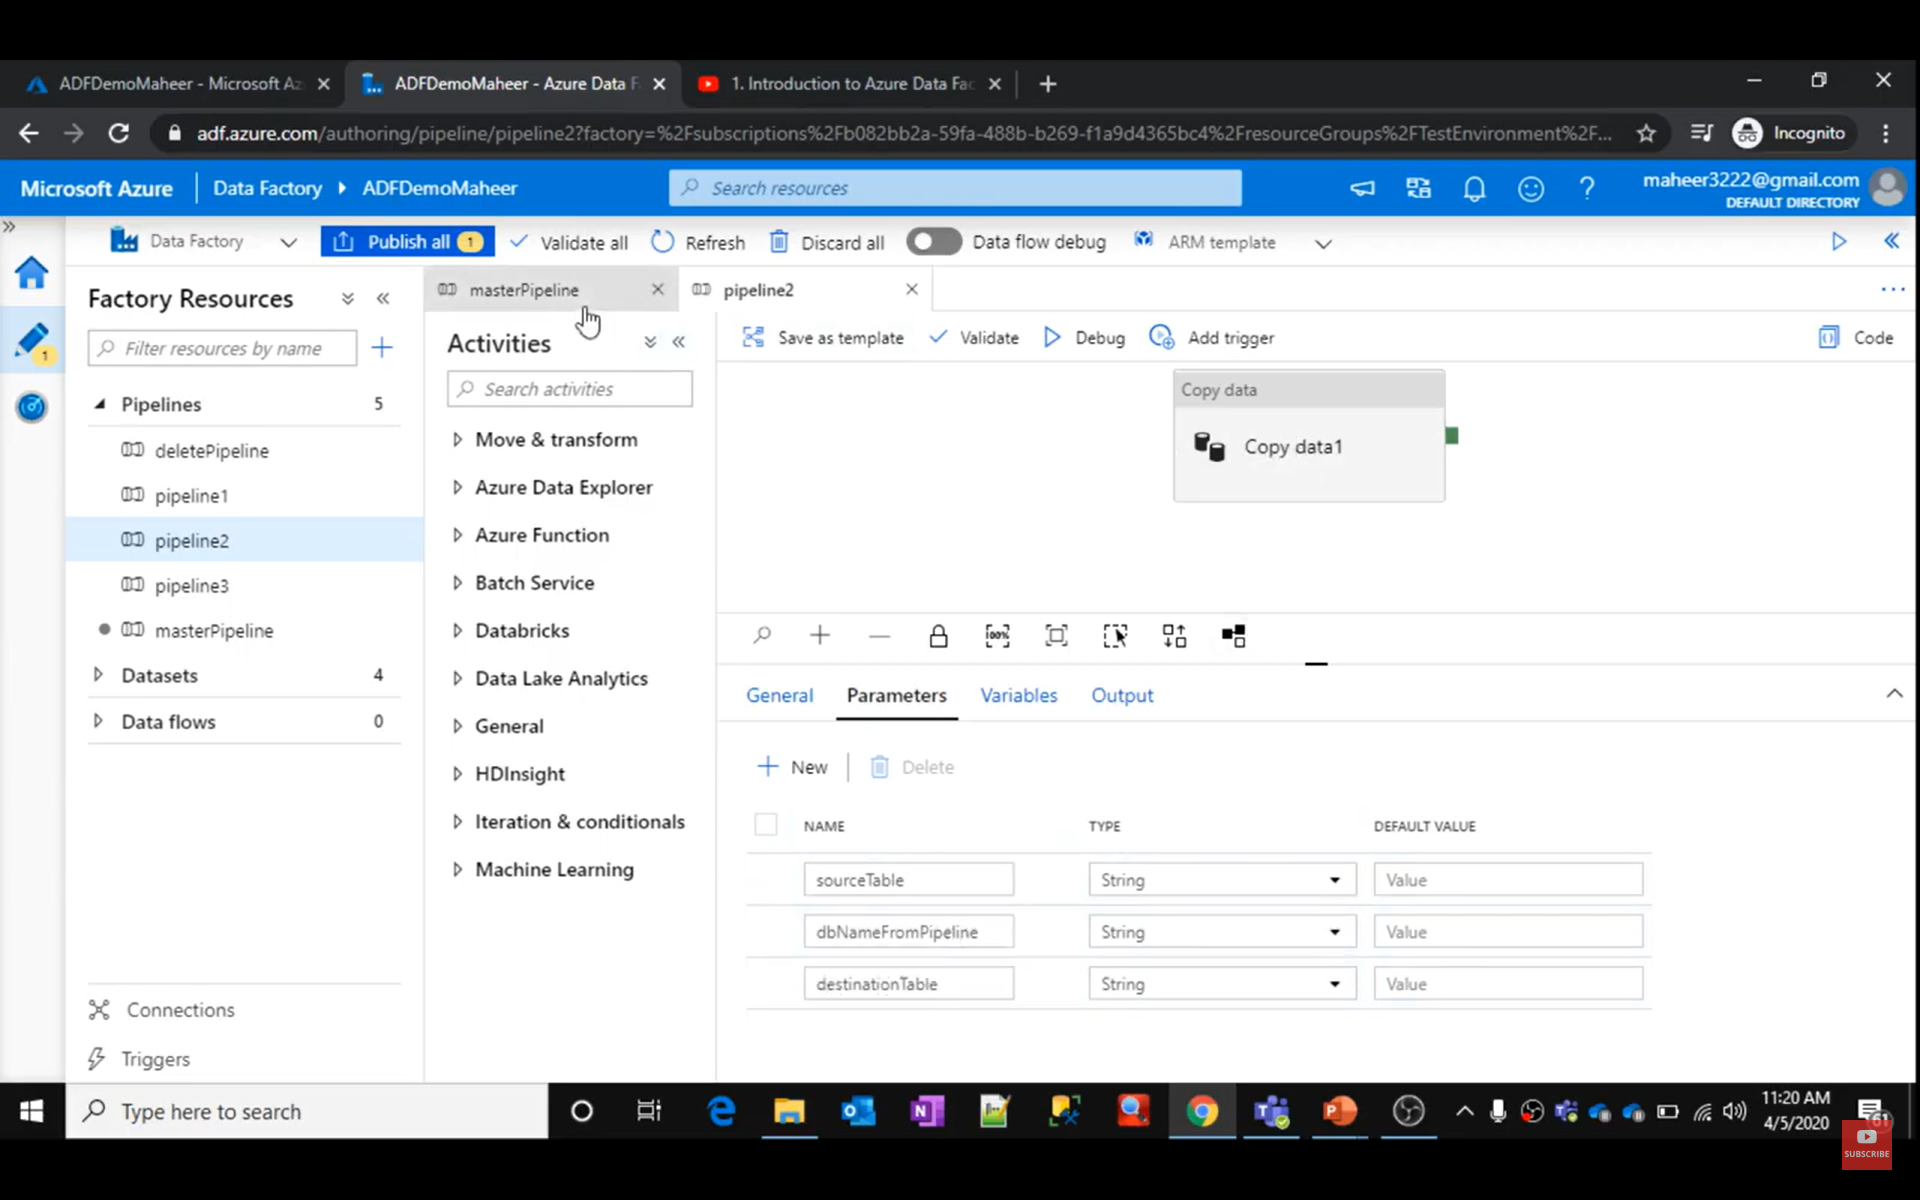 ADFDemoMaheer - Microsoft Az
ADFDemoMaheer - Azure Data F
1. Introduction to Azure Data Fac
adf.azure.com/authoring/pipeline/pipeline2?factory=%2Fsubscriptions%2Fb082bb2a-59fa-488b-b269-f1a9d4365bc4%2FresourceGroups%2FTestEnvironment%2F...
Incognito
Microsoft Azure
Data Factory
ADFDemoMaheer
Search resources
maheer3222@gmail.com
DEFAULT DIRECTORY
Data Factory
Publish all 1
Validate all
Refresh
Discard all
Data flow debug
ARM template
1
Factory Resources
Filter resources by name
Pipelines 5
deletePipeline
pipeline1
pipeline2
pipeline3
masterPipeline
Datasets 4
Data flows 0
Connections
Triggers
masterPipeline
pipeline2
Activities
Search activities
Move & transform
Azure Data Explorer
Azure Function
Batch Service
Databricks
Data Lake Analytics
General
HDInsight
Iteration & conditionals
Machine Learning
Save as template
Validate
Debug
Add trigger
Code
Copy data
Copy data1
100%
General
Parameters
Variables
Output
New
Delete
NAME TYPE DEFAULT VALUE
sourceTable String Value
dbNameFromPipeline String Value
destinationTable String Value
Type here to search
11:20 AM
4/5/2020
61
SUBSCRIBE